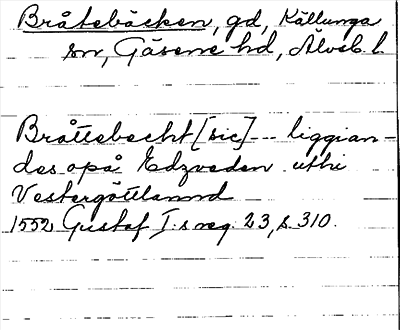 Bråtebäcken, gd, Källunga
sn, Gäsene hd, Älvsb. l.
Bråttebecht [sic] --- liggian-
des opå Edzveden uthi
Vestergöttlannd
1552 Gustaf I:s reg. 23, s. 310.